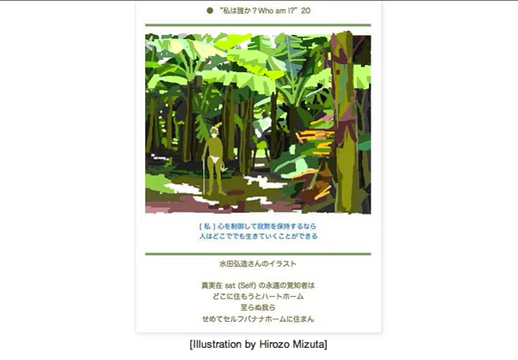 ● “私は誰か？Who am I?” 20
[ 私 ] 心を制御して寂黙を保持するなら
人はどこででも生きていくことができる
水田弘造さんのイラスト
真実在 sat (Self) の永遠の覚知者は
どこに住もうとハートホーム
至らぬ我ら
せめてセルフバナナホームに住まん
[Illustration by Hirozo Mizuta]